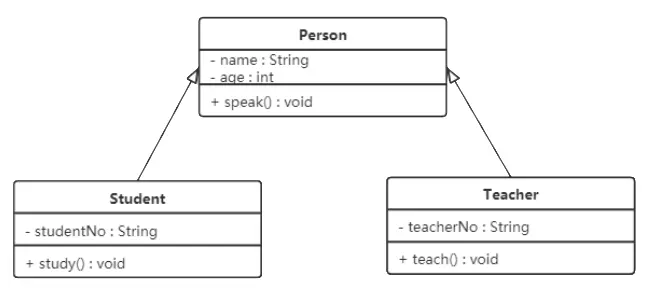 Person
- name : String
- age : int
+ speak() : void
Student
- studentNo : String
+ study() : void
Teacher
- teacherNo : String
+ teach() : void